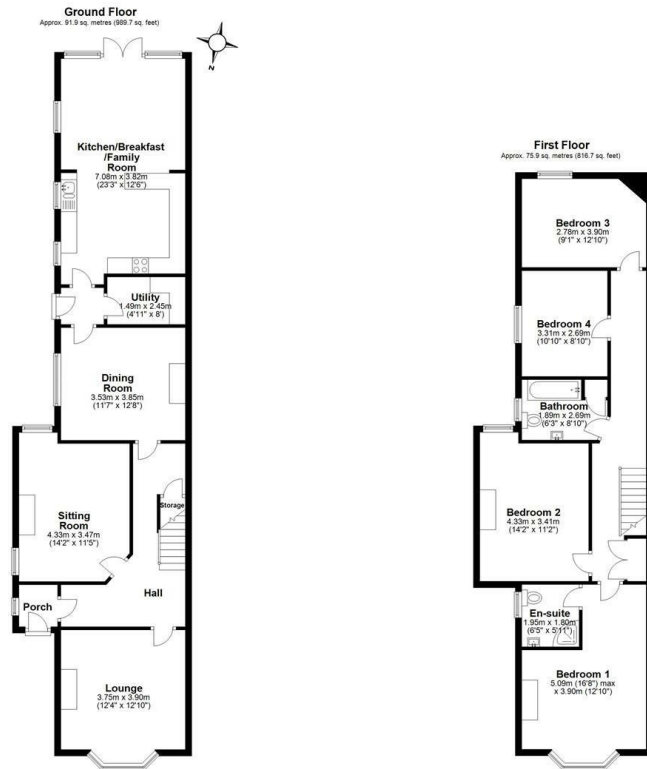 Ground Floor
Approx. 91.9 sq. metres (989.7 sq. feet)
N
Kitchen/Breakfast
/Family
Room
7.08m x 3.82m
(23'3" x 12'6")
Utility
1.49m x 2.45m
(4'11" x 8')
Dining
Room
3.53m x 3.85m
(11'7" x 12'8")
Storage
Sitting
Room
4.33m x 3.47m
(14'2" x 11'5")
Hall
Porch
Lounge
3.75m x 3.90m
(12'4" x 12'10")
First Floor
Approx. 75.9 sq. metres (816.7 sq. feet)
Bedroom 3
2.78m x 3.90m
(9'1" x 12'10")
Bedroom 4
3.31m x 2.69m
(10'10" x 8'10")
Bathroom
1.89m x 2.69m
(6'3" x 8'10")
Bedroom 2
4.33m x 3.41m
(14'2" x 11'2")
En-suite
1.95m x 1.80m
(6'5" x 5'11")
Bedroom 1
5.09m (16'8") max
x 3.90m (12'10")